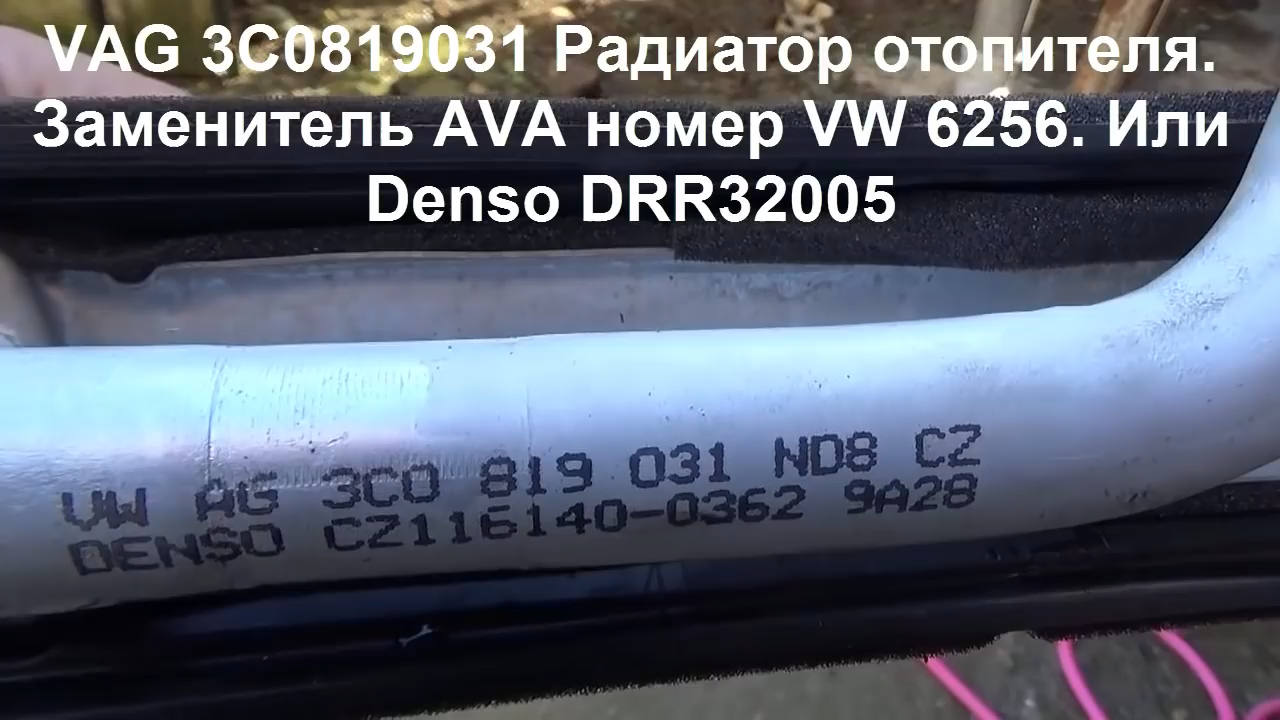 VAG 3C0819031 Радиатор отопителя.
Заменитель AVA номер VW 6256. Или
Denso DRR32005
VW AG 3C0 819 031 ND8 CZ
DENSO CZ116140-0362 9A28